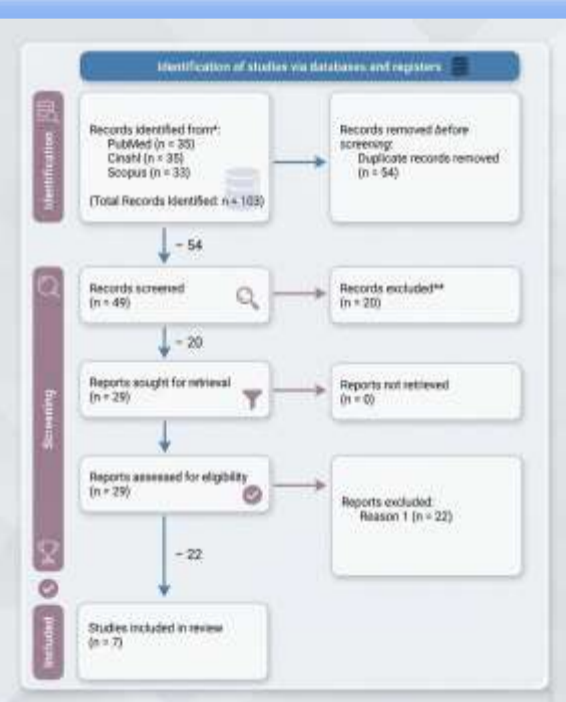 Identification of studies via databases and registers
Identification
Records identified from*:
PubMed (n = 35)
Cinahl (n = 35)
Scopus (n = 33)
(Total Records Identified: n = 103)
Records removed before
screening:
Duplicate records removed
(n = 54)
- 54
Screening
Records screened
(n = 49)
Records excluded**
(n = 20)
- 20
Reports sought for retrieval
(n = 29)
Reports not retrieved
(n = 0)
Reports assessed for eligibility
(n = 29)
Reports excluded:
Reason 1 (n = 22)
- 22
Included
Studies included in review
(n = 7)